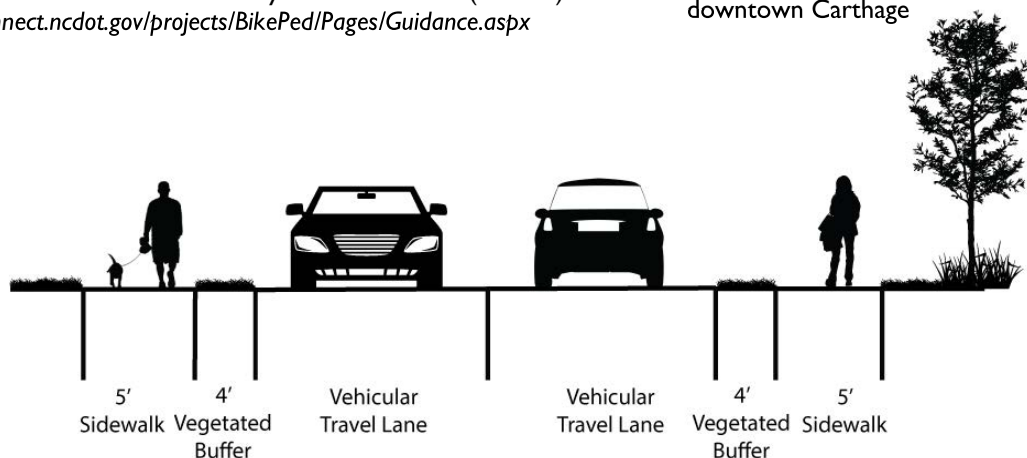 nnect.ncdot.gov/projects/BikePed/Pages/Guidance.aspx
downtown Carthage
5’
Sidewalk
4’
Vegetated
Buffer
Vehicular
Travel Lane
Vehicular
Travel Lane
4’
Vegetated
Buffer
5’
Sidewalk